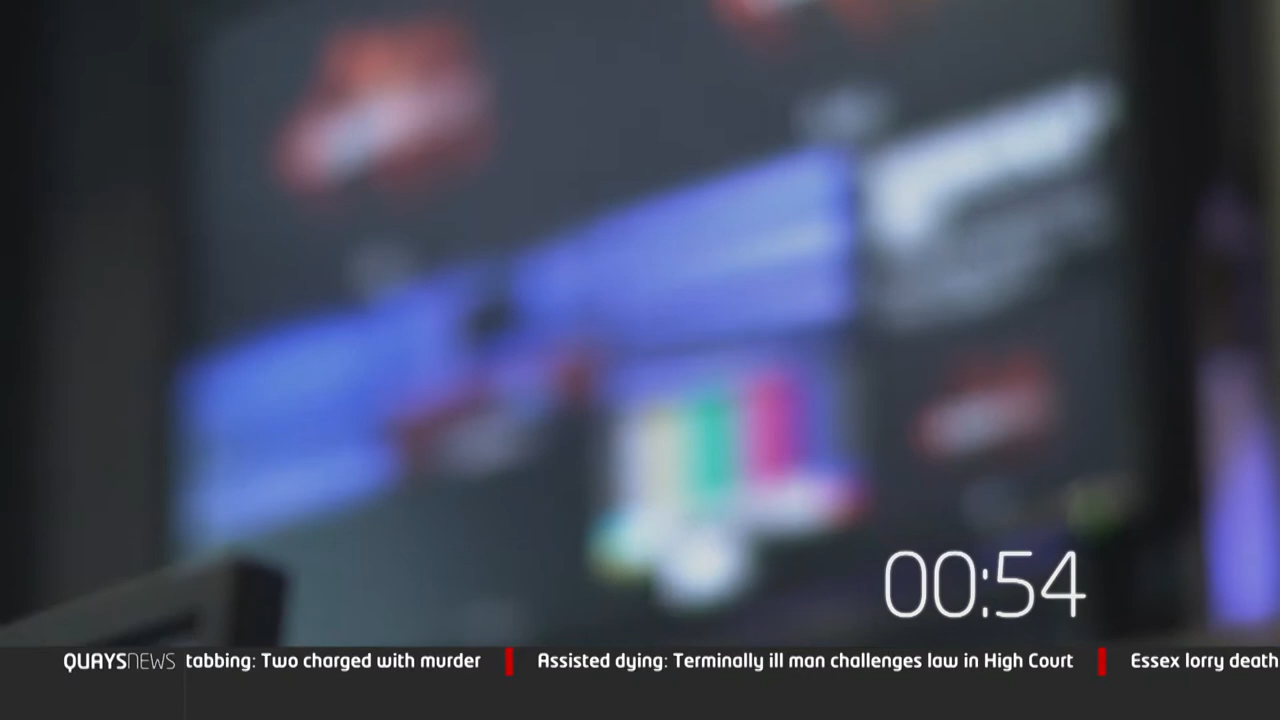 00:54
QUAYSNEWS tabbing: Two charged with murder Assisted dying: Terminally ill man challenges law in High Court Essex lorry death